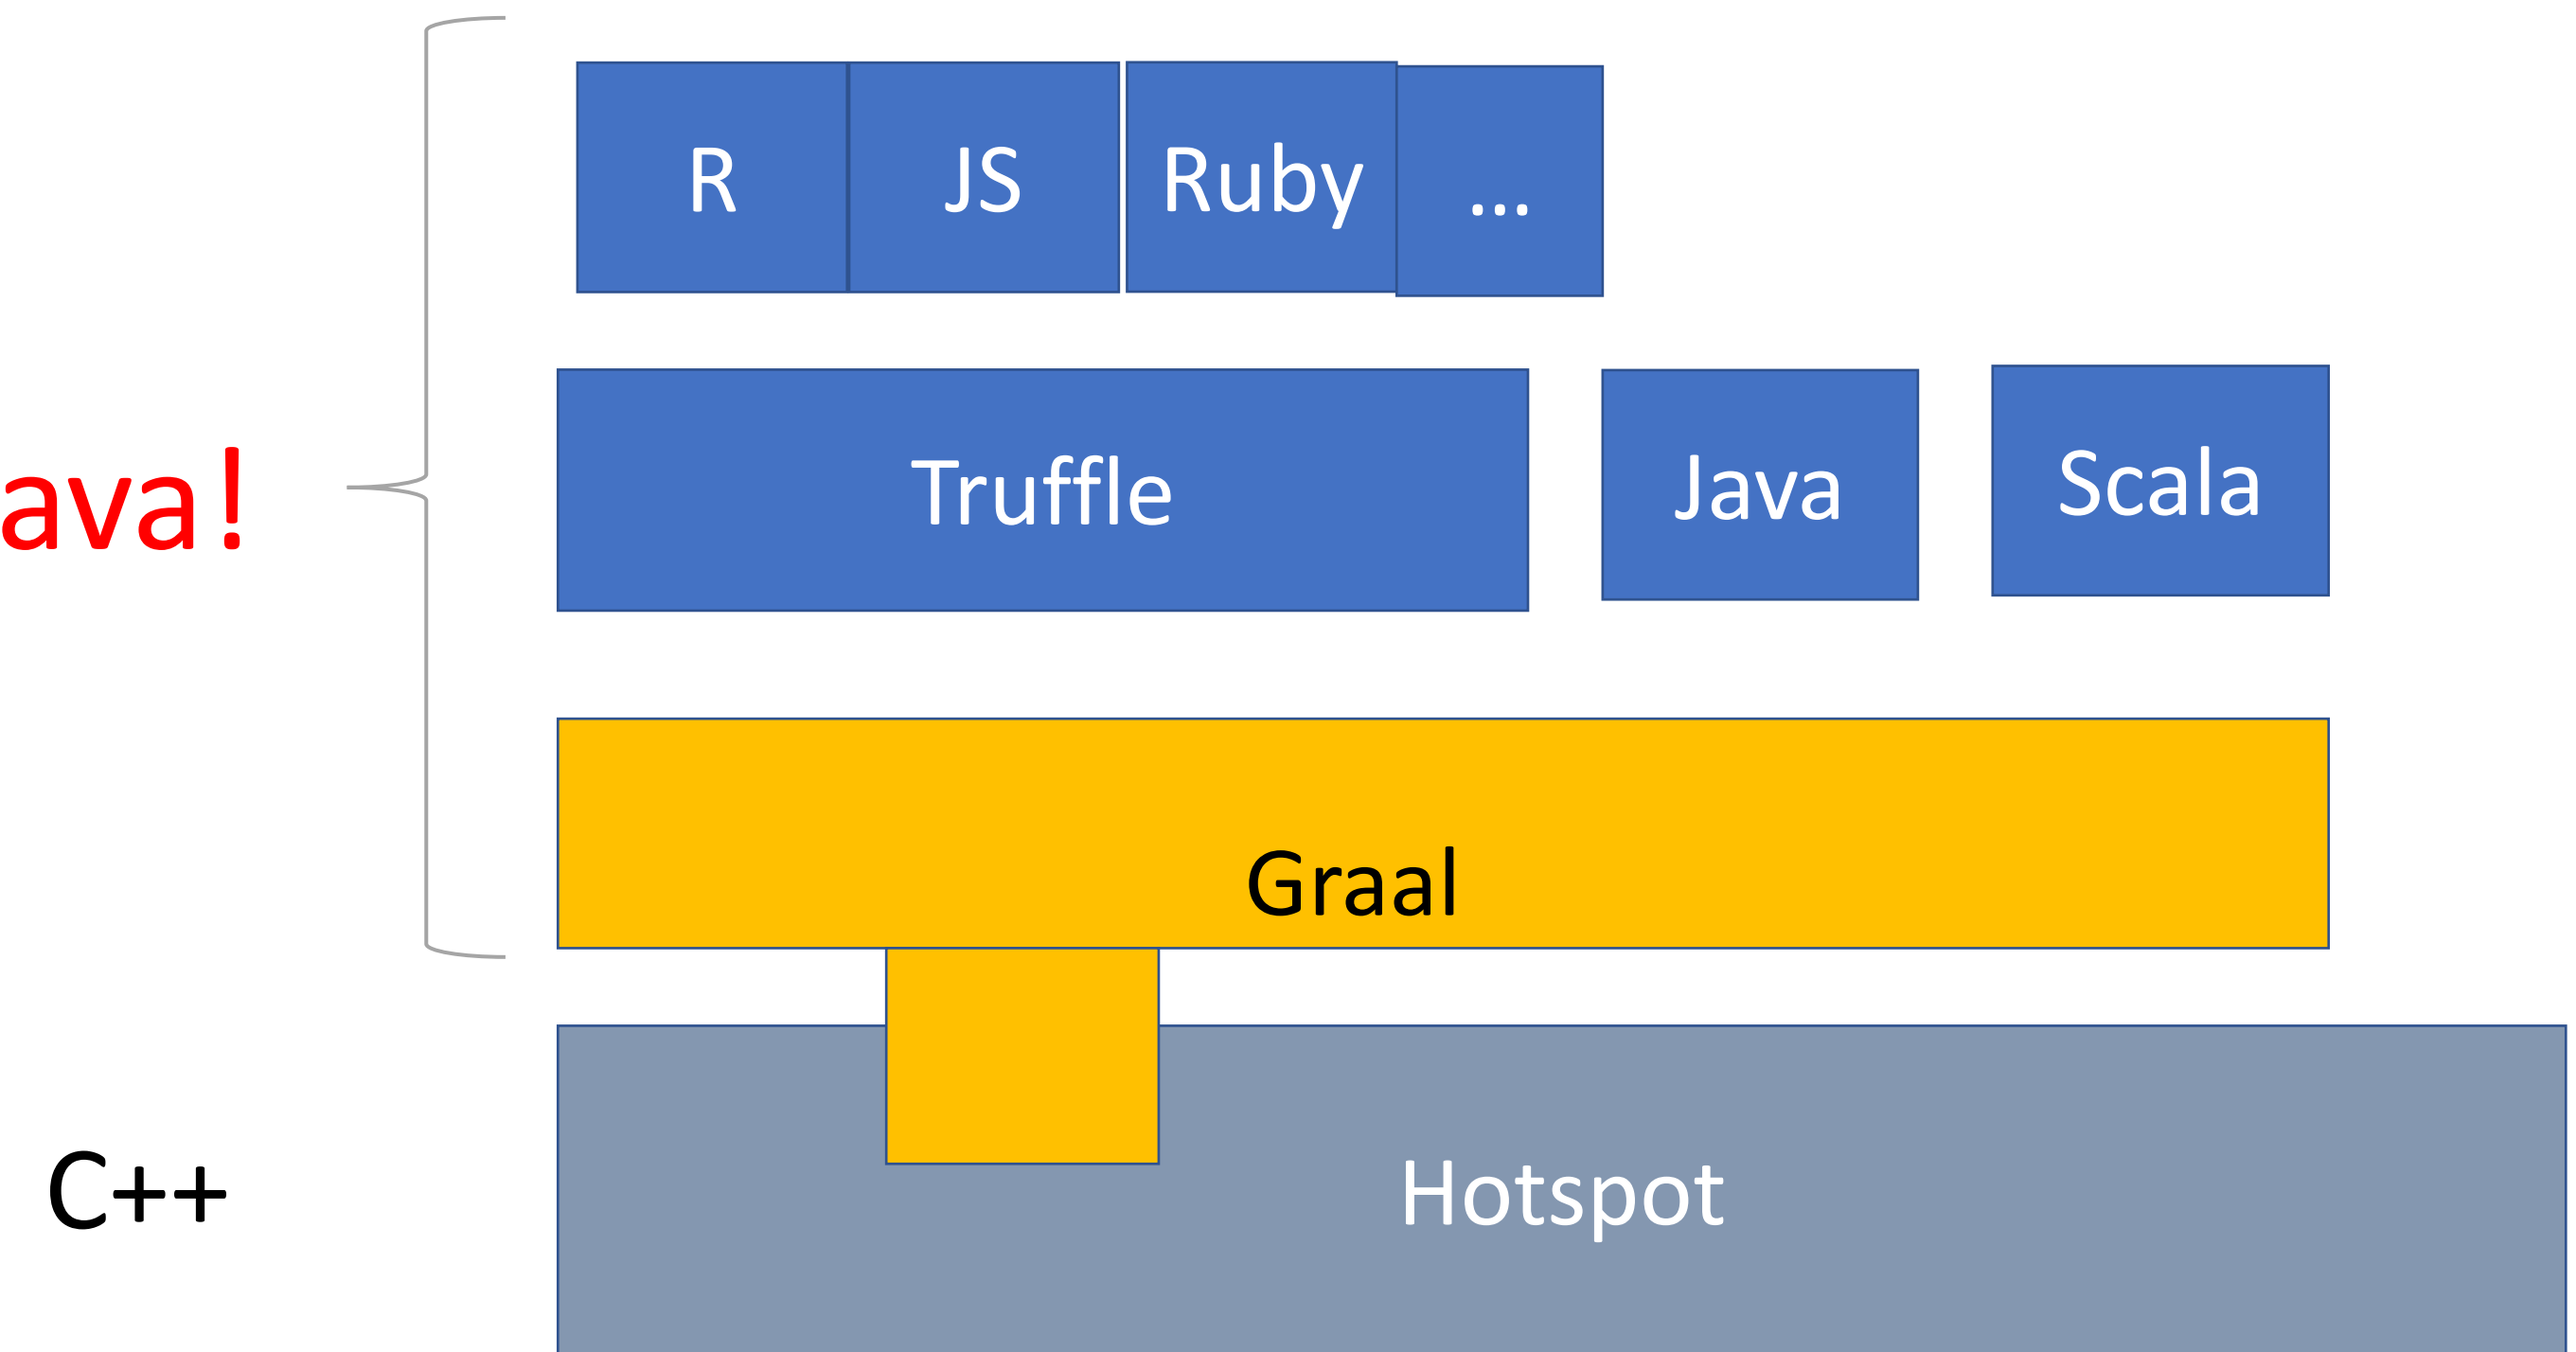 R
JS
Ruby
...
ava!
Truffle
Java
Scala
Graal
C++
Hotspot